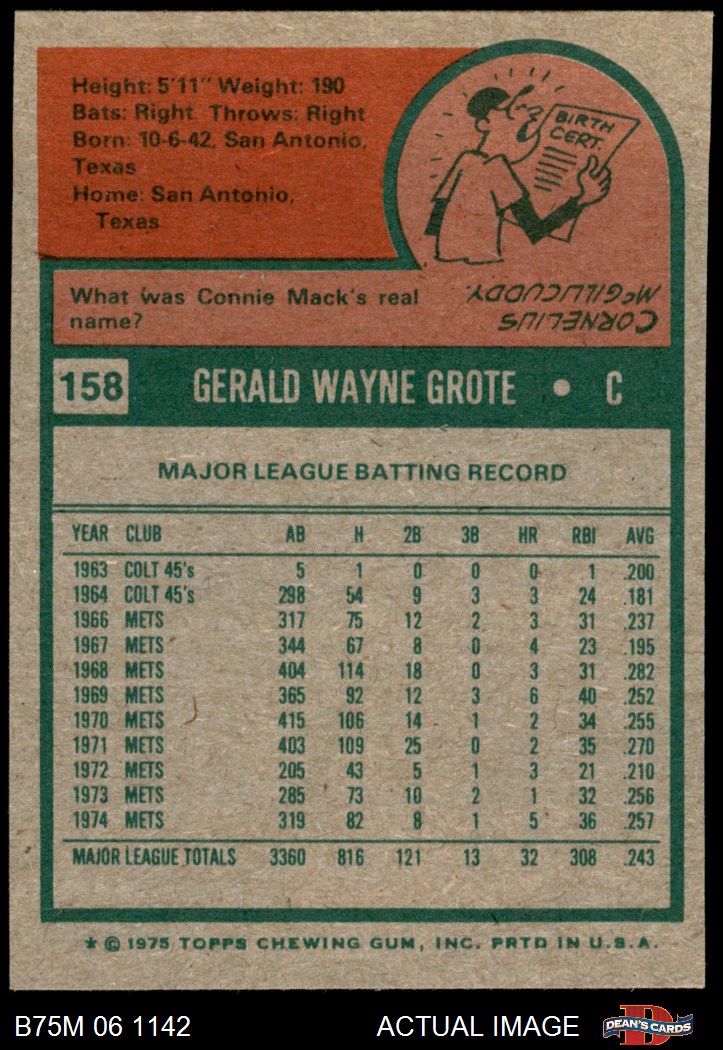 Height: 5'11" Weight: 190
Bats: Right Throws: Right
Born: 10-6-42, San Antonio,
Texas
Home: San Antonio,
Texas
BIRTH
CERT.
What was Connie Mack's real
name?
CORNELIUS
McGILLICUDDY.
158 GERALD WAYNE GROTE • C
MAJOR LEAGUE BATTING RECORD
YEAR CLUB AB H 2B 3B HR RBI AVG
1963 COLT 45's 5 1 0 0 0 1 .200
1964 COLT 45's 298 54 9 3 3 24 .181
1966 METS 317 75 12 2 3 31 .237
1967 METS 344 67 8 0 4 23 .195
1968 METS 404 114 18 0 3 31 .282
1969 METS 365 92 12 3 6 40 .252
1970 METS 415 106 14 1 2 34 .255
1971 METS 403 109 25 0 2 35 .270
1972 METS 205 43 5 1 3 21 .210
1973 METS 285 73 10 2 1 32 .256
1974 METS 319 82 8 1 5 36 .257
MAJOR LEAGUE TOTALS 3360 816 121 13 32 308 .243
* © 1975 TOPPS CHEWING GUM, INC. PRTD IN U.S.A.
B75M 06 1142 ACTUAL IMAGE D DEAN'S CARDS